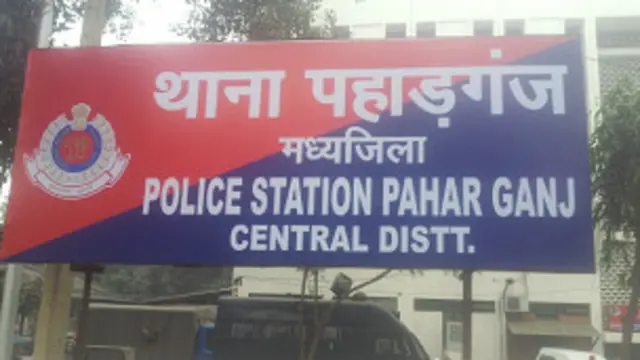 थाना पहाड़गंज
मध्यजिला
POLICE STATION PAHAR GANJ
CENTRAL DISTT.